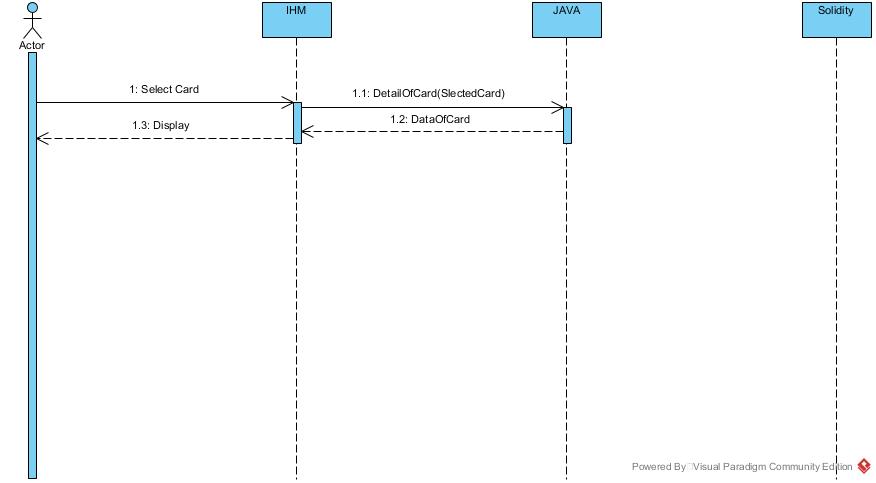 IHM
JAVA
Solidity
Actor
1: Select Card
1.1: DetailOfCard(SlectedCard)
1.2: DataOfCard
1.3: Display
Powered By Visual Paradigm Community Edition